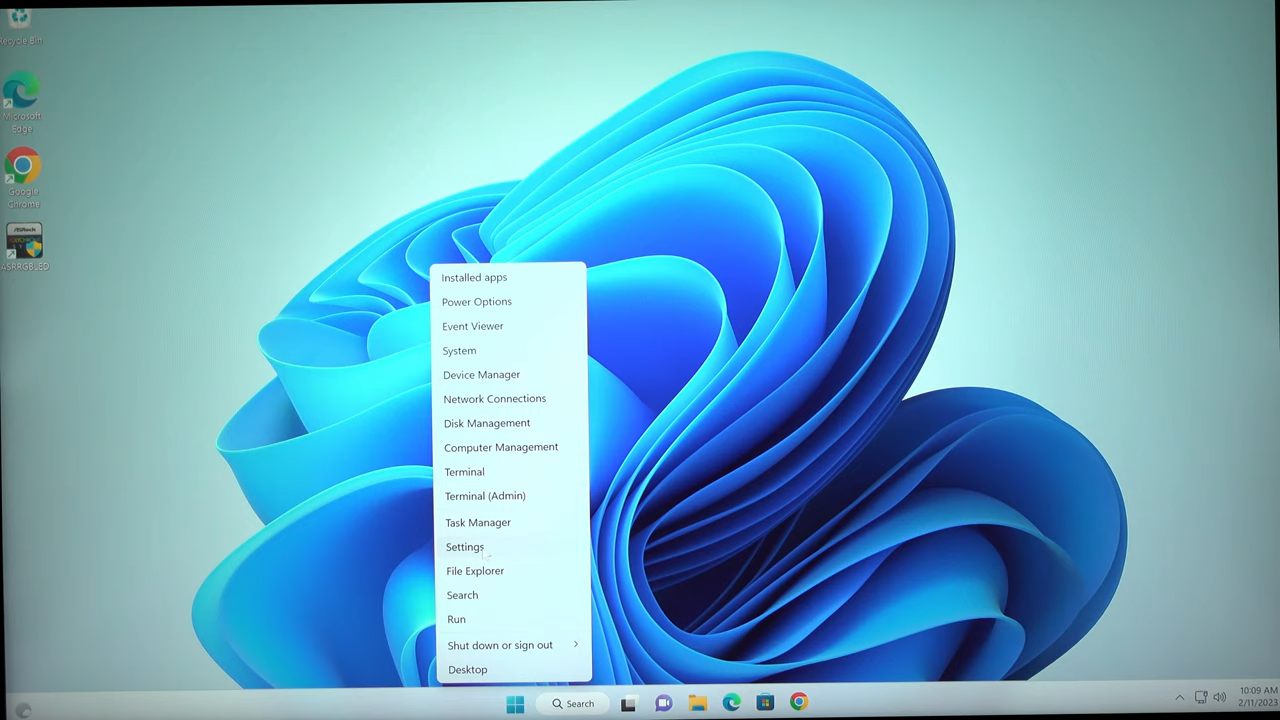 Recycle Bin
Microsoft
Edge
Google
Chrome
ASRock
ASRRGBLED
Installed apps
Power Options
Event Viewer
System
Device Manager
Network Connections
Disk Management
Computer Management
Terminal
Terminal (Admin)
Task Manager
Settings
File Explorer
Search
Run
Shut down or sign out
Desktop
Search
10:09 AM
2/11/2023